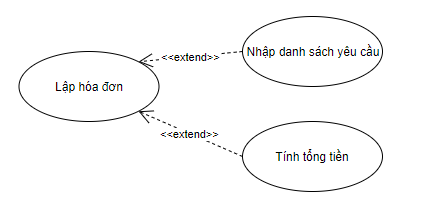 Nhập danh sách yêu cầu
<<extend>>
Lập hóa đơn
<<extend>>
Tính tổng tiền